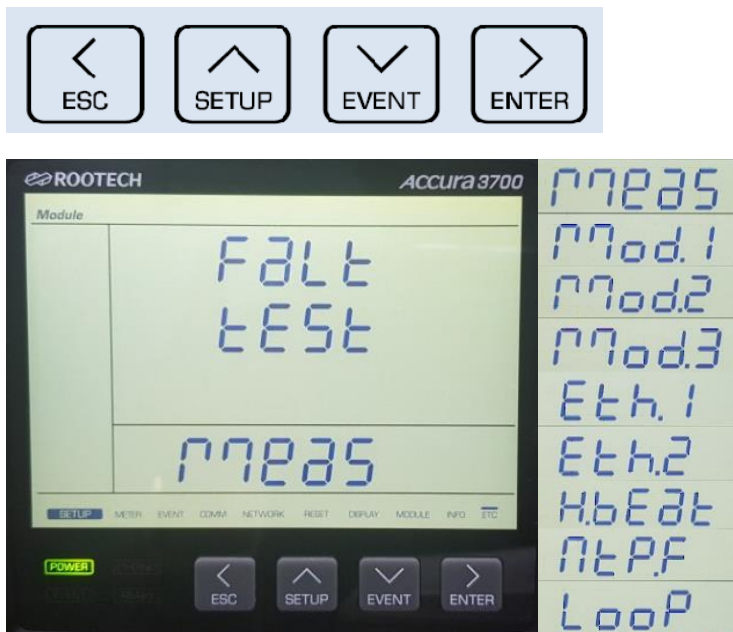 ESC SETUP EVENT ENTER
ROOTECH Accura 3700
Module
FaLt
tESt
Meas
SETUP METER EVENT COMM NETWORK RESET DISPLAY MODULE INFO ETC
POWER
ESC SETUP EVENT ENTER
Meas
Mod.1
Mod.2
Mod.3
Eth.1
Eth.2
H.bEat
ntP.F
LooP